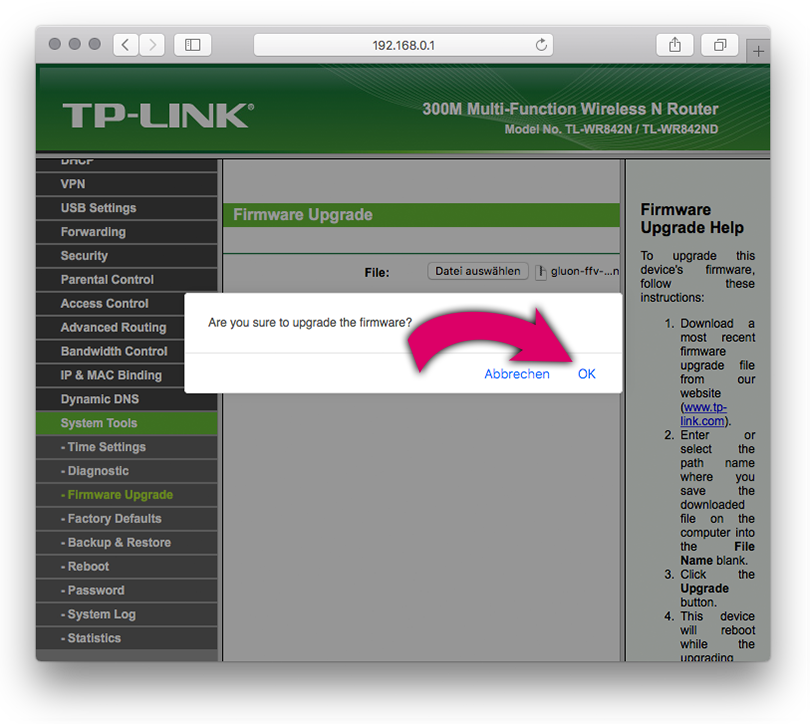 192.168.0.1
TP-LINK®
300M Multi-Function Wireless N Router
Model No. TL-WR842N / TL-WR842ND
DHCP
VPN
USB Settings
Forwarding
Security
Parental Control
Access Control
Advanced Routing
Bandwidth Control
IP & MAC Binding
Dynamic DNS
System Tools
- Time Settings
- Diagnostic
- Firmware Upgrade
- Factory Defaults
- Backup & Restore
- Reboot
- Password
- System Log
- Statistics
Firmware Upgrade
File: Datei auswählen gluon-ffv-...n
Are you sure to upgrade the firmware?
Abbrechen OK
Firmware
Upgrade Help
To upgrade this
device's firmware,
follow these
instructions:
1. Download a
most recent
firmware
upgrade file
from our
website
(www.tp-
link.com).
2. Enter or
select the
path name
where you
save the
downloaded
file on the
computer into
the File
Name blank.
3. Click the
Upgrade
button.
4. This device
will reboot
while the
upgrading